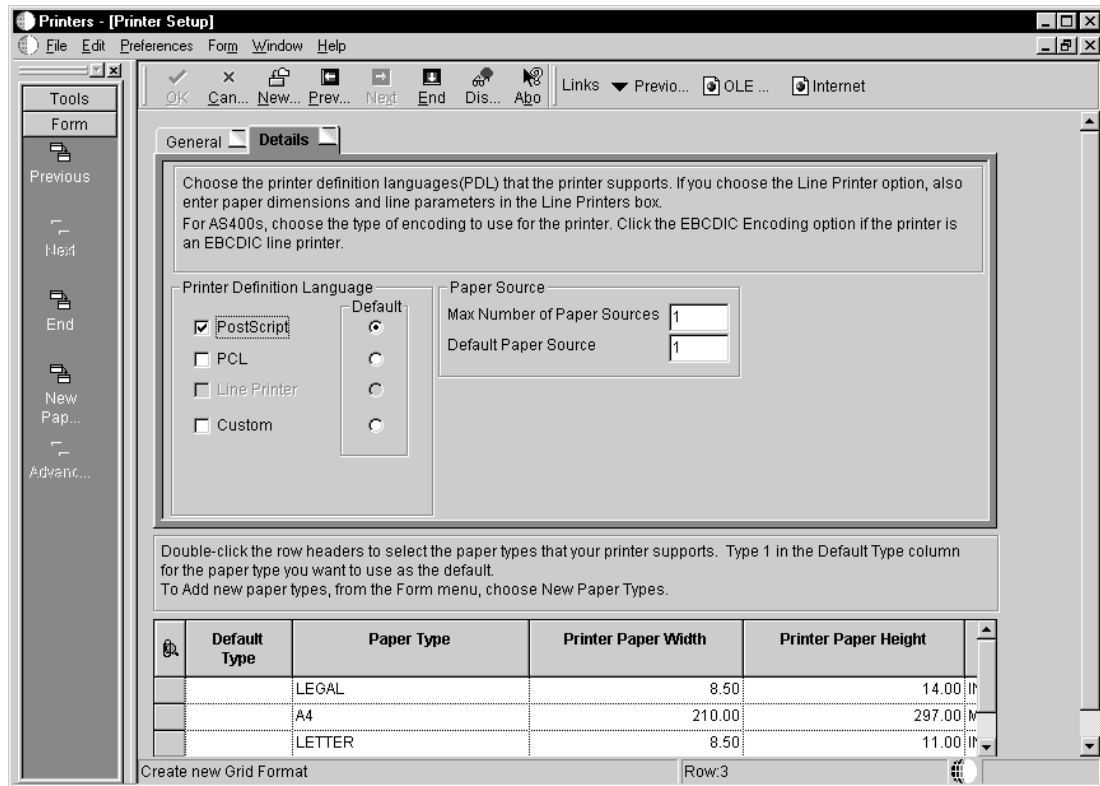 Printers - [Printer Setup]
File Edit Preferences Form Window Help
Tools
Form
Previous
Next
End
New Pap...
Advanc...
OK Can... New... Prev... Next End Dis... Abo Links Previo... OLE ... Internet
General Details
Choose the printer definition languages(PDL) that the printer supports. If you choose the Line Printer option, also
enter paper dimensions and line parameters in the Line Printers box.
For AS400s, choose the type of encoding to use for the printer. Click the EBCDIC Encoding option if the printer is
an EBCDIC line printer.
Printer Definition Language
Default
PostScript
PCL
Line Printer
Custom
Paper Source
Max Number of Paper Sources 1
Default Paper Source 1
Double-click the row headers to select the paper types that your printer supports. Type 1 in the Default Type column
for the paper type you want to use as the default.
To Add new paper types, from the Form menu, choose New Paper Types.
Default Type Paper Type Printer Paper Width Printer Paper Height
LEGAL 8.50 14.00
A4 210.00 297.00
LETTER 8.50 11.00
Create new Grid Format Row:3